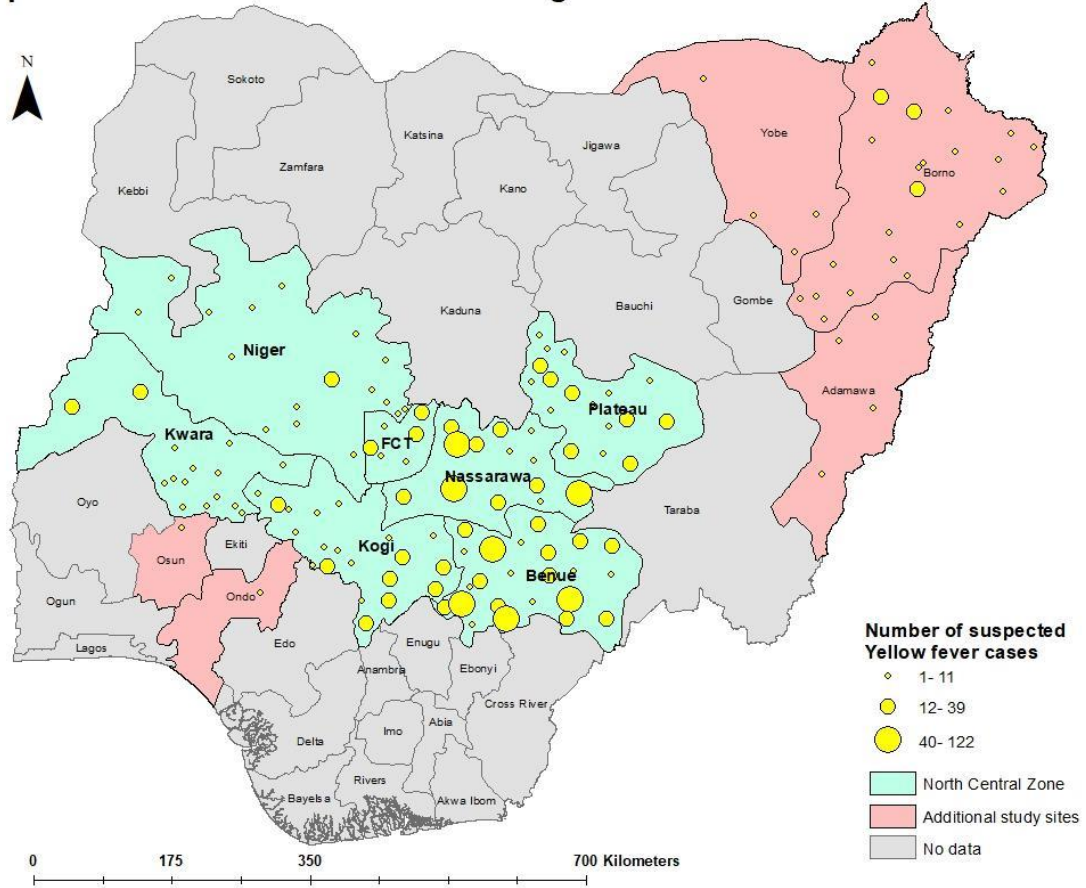 N
Sokoto
Katsina
Jigawa
Yobe
Borno
Zamfara
Kano
Kebbi
Kaduna
Bauchi
Gombe
Niger
Adamawa
Plateau
Kwara
FCT
Nassarawa
Oyo
Taraba
Kogi
Osun
Ekiti
Benue
Ogun
Ondo
Lagos
Edo
Enugu
Anambra
Ebonyi
Cross River
Abia
Imo
Delta
Rivers
Bayelsa
Akwa Ibom
Number of suspected
Yellow fever cases
1- 11
12- 39
40- 122
North Central Zone
Additional study sites
No data
0 175 350 700 Kilometers